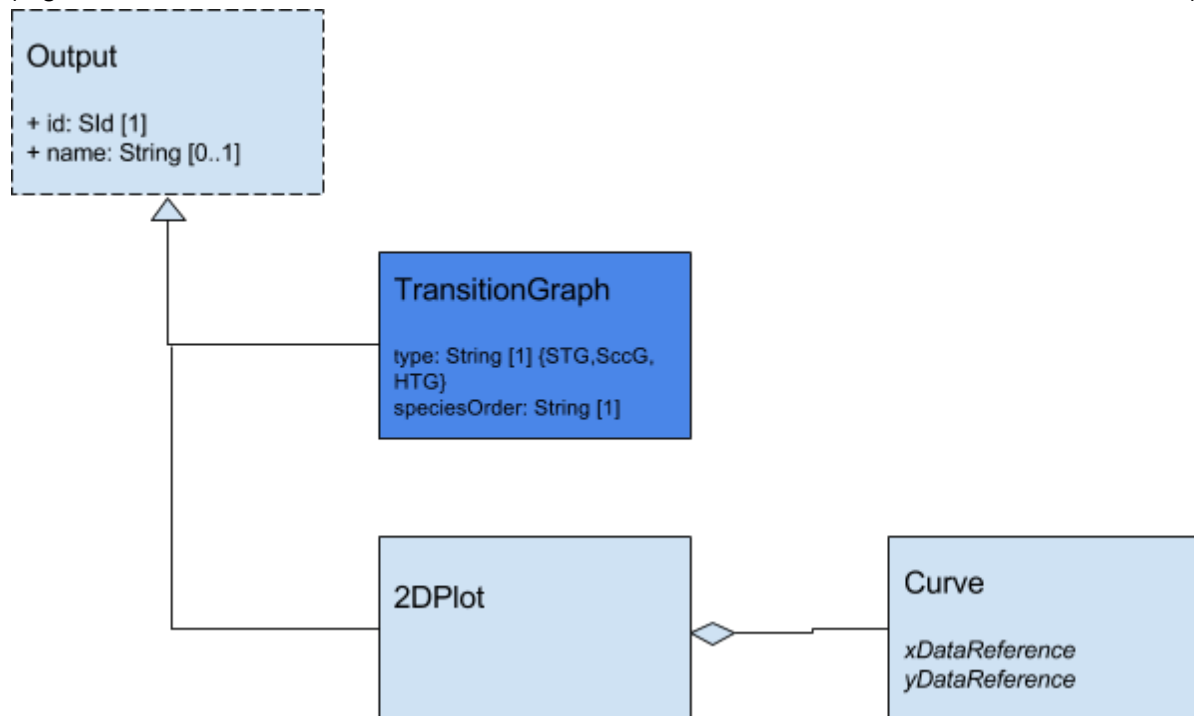 Output
+ id: SId [1]
+ name: String [0..1]
TransitionGraph
type: String [1] {STG,SccG,
HTG}
speciesOrder: String [1]
2DPlot
Curve
xDataReference
yDataReference